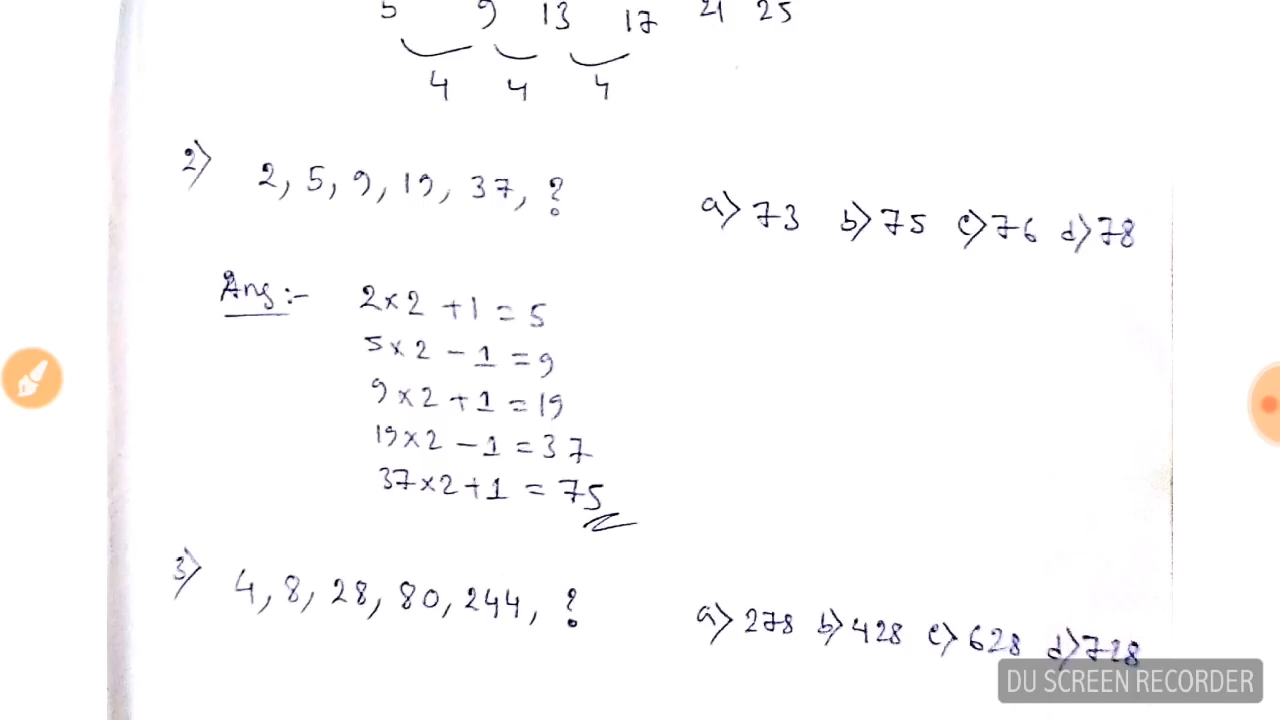 5 9 13 17 21 25
4 4 4
2) 2, 5, 9, 19, 37, ? a) 73 b) 75 c) 76 d) 78
Ans :- 2 × 2 + 1 = 5
5 × 2 - 1 = 9
9 × 2 + 1 = 19
19 × 2 - 1 = 37
37 × 2 + 1 = 75
3) 4, 8, 28, 80, 244, ? a) 278 b) 428 c) 628 d) 728
DU SCREEN RECORDER